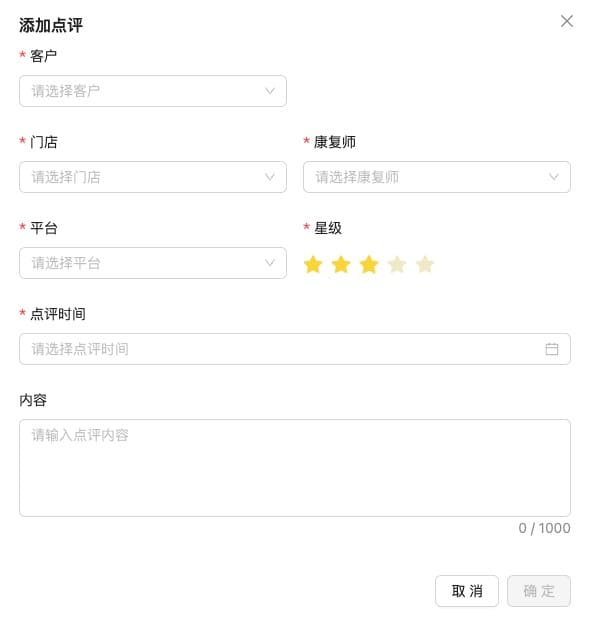 添加点评
* 客户
请选择客户
* 门店
* 康复师
请选择门店
请选择康复师
* 平台
* 星级
请选择平台
* 点评时间
请选择点评时间
内容
请输入点评内容
0 / 1000
取 消
确 定